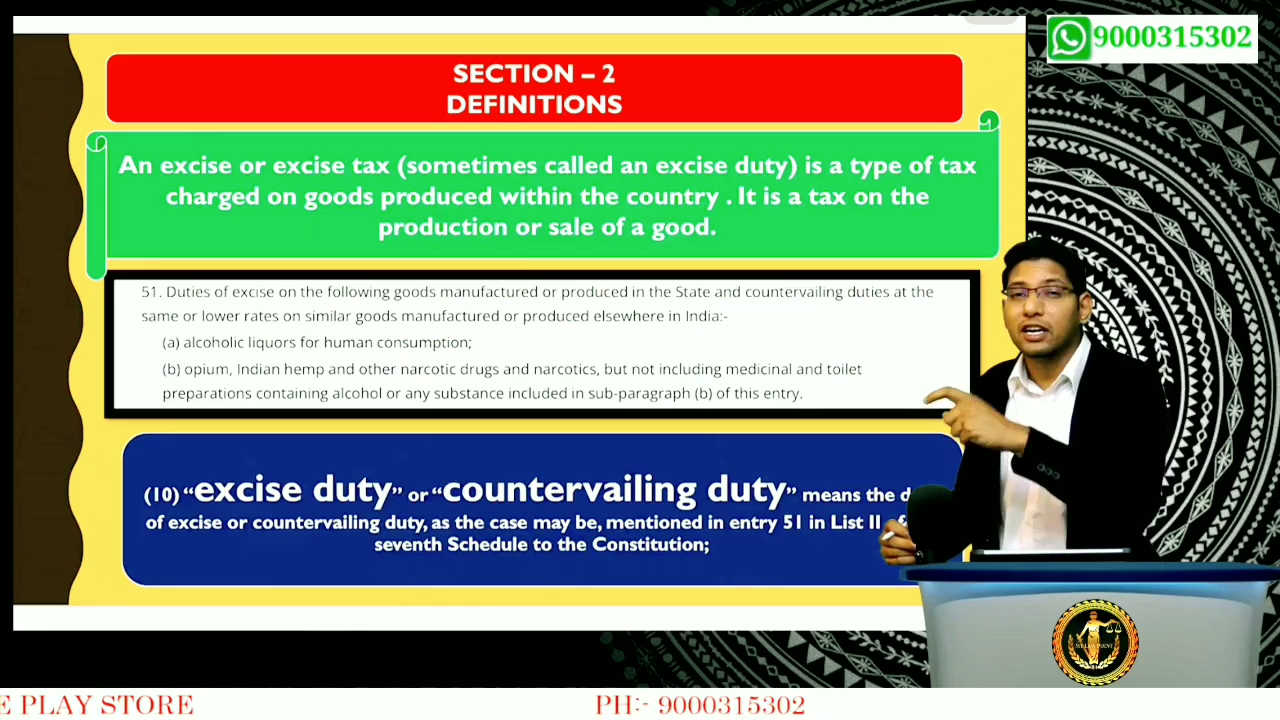 9000315302
SECTION – 2
DEFINITIONS
An excise or excise tax (sometimes called an excise duty) is a type of tax
charged on goods produced within the country . It is a tax on the
production or sale of a good.
51. Duties of excise on the following goods manufactured or produced in the State and countervailing duties at the
same or lower rates on similar goods manufactured or produced elsewhere in India:-
(a) alcoholic liquors for human consumption;
(b) opium, Indian hemp and other narcotic drugs and narcotics, but not including medicinal and toilet
preparations containing alcohol or any substance included in sub-paragraph (b) of this entry.
(10) “excise duty” or “countervailing duty” means the
of excise or countervailing duty, as the case may be, mentioned in entry 51 in List II
seventh Schedule to the Constitution;
E PLAY STORE
PH:- 9000315302